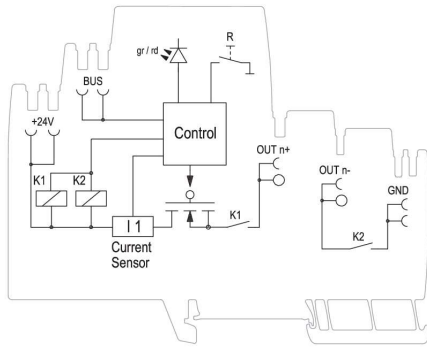 gr / rd
R
BUS
+24V
Control
OUT n+
OUT n-
K1
K2
GND
K1
K2
I 1
Current
Sensor